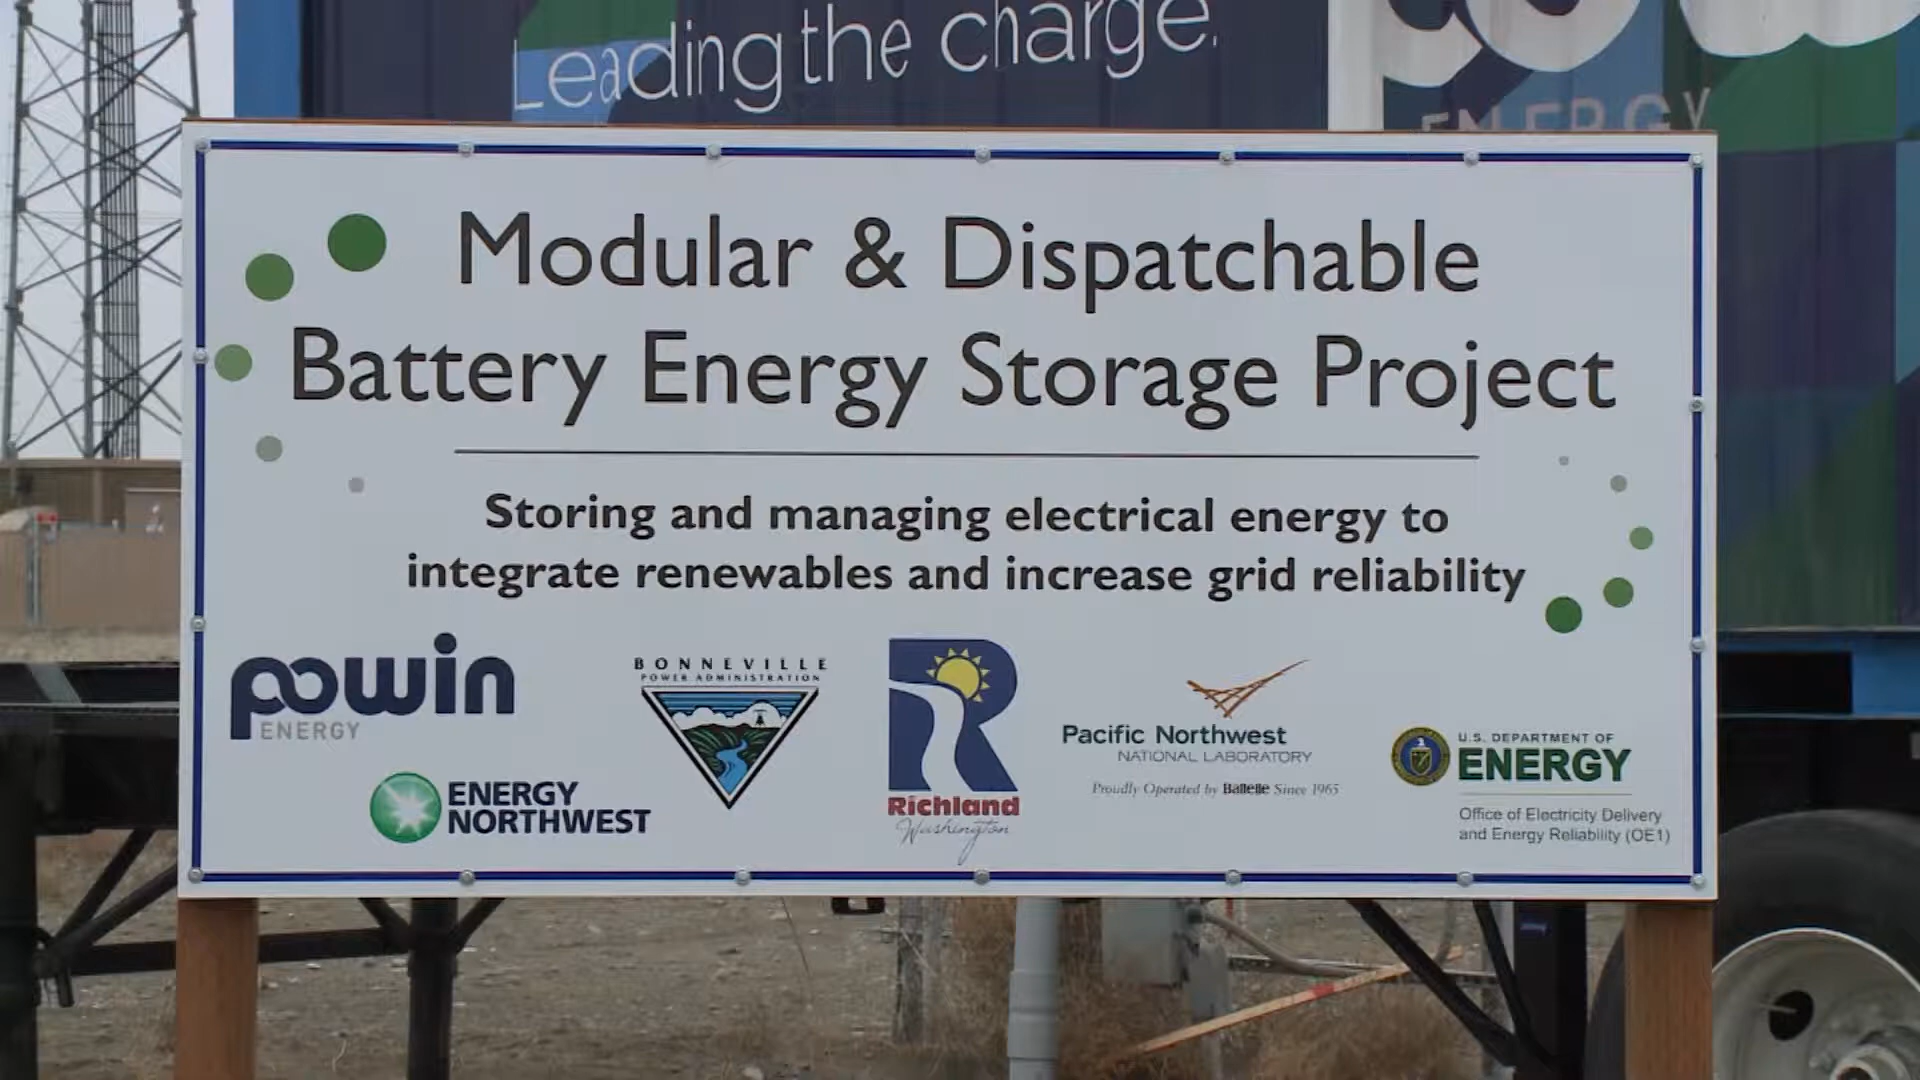 Leading the charge.
ENERGY
Modular & Dispatchable
Battery Energy Storage Project
Storing and managing electrical energy to
integrate renewables and increase grid reliability
powin
ENERGY
ENERGY
NORTHWEST
BONNEVILLE
POWER ADMINISTRATION
Richland
Washington
Pacific Northwest
NATIONAL LABORATORY
Proudly Operated by Battelle Since 1965
U.S. DEPARTMENT OF
ENERGY
Office of Electricity Delivery
and Energy Reliability (OE1)